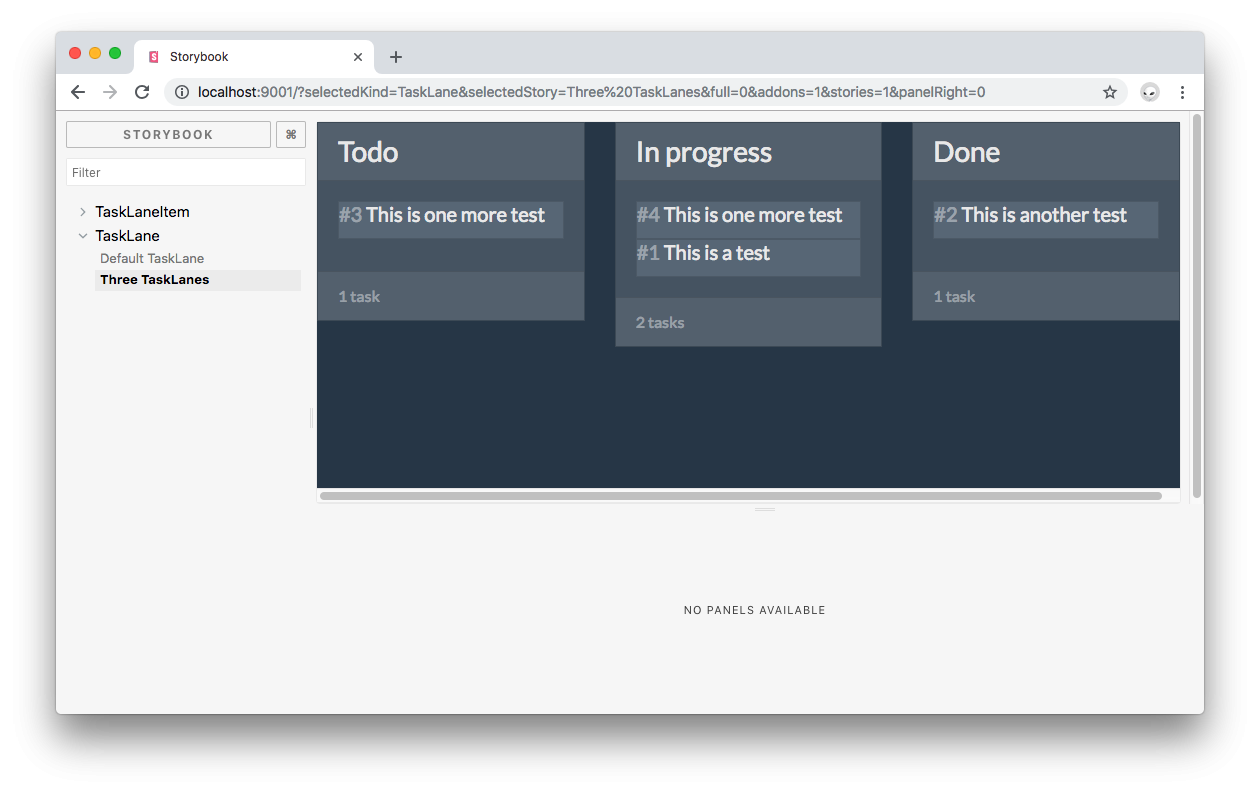 Storybook
localhost:9001/?selectedKind=TaskLane&selectedStory=Three%20TaskLanes&full=0&addons=1&stories=1&panelRight=0
STORYBOOK ⌘
Filter
TaskLaneItem
TaskLane
Default TaskLane
Three TaskLanes
Todo
#3 This is one more test
1 task
In progress
#4 This is one more test
#1 This is a test
2 tasks
Done
#2 This is another test
1 task
NO PANELS AVAILABLE